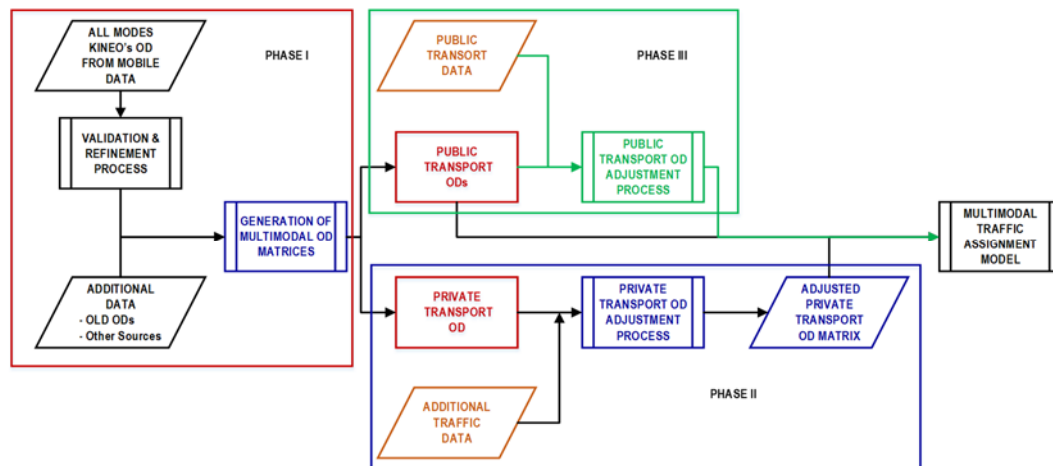 ALL MODES
KINEO's OD
FROM MOBILE
DATA
PHASE I
VALIDATION &
REFINEMENT
PROCESS
GENERATION OF
MULTIMODAL OD
MATRICES
ADDITIONAL
DATA
- OLD ODs
- Other Sources
PUBLIC
TRANSORT
DATA
PHASE III
PUBLIC
TRANSPORT
ODs
PUBLIC
TRANSPORT OD
ADJUSTMENT
PROCESS
MULTIMODAL
TRAFFIC
ASSIGNMENT
MODEL
PRIVATE
TRANSPORT
OD
PRIVATE
TRANSPORT OD
ADJUSTMENT
PROCESS
ADJUSTED
PRIVATE
TRANSPORT
OD MATRIX
ADDITIONAL
TRAFFIC
DATA
PHASE II